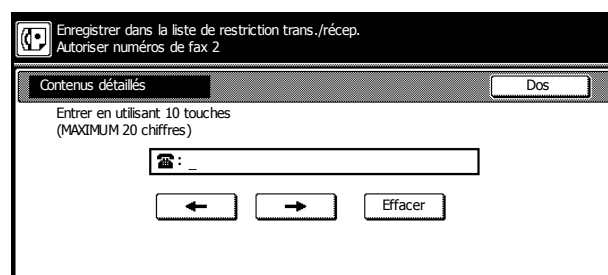 Enregistrer dans la liste de restriction trans./récep.
Autoriser numéros de fax 2
Contenus détaillés
Dos
Entrer en utilisant 10 touches
(MAXIMUM 20 chiffres)
☎: _
← → Effacer